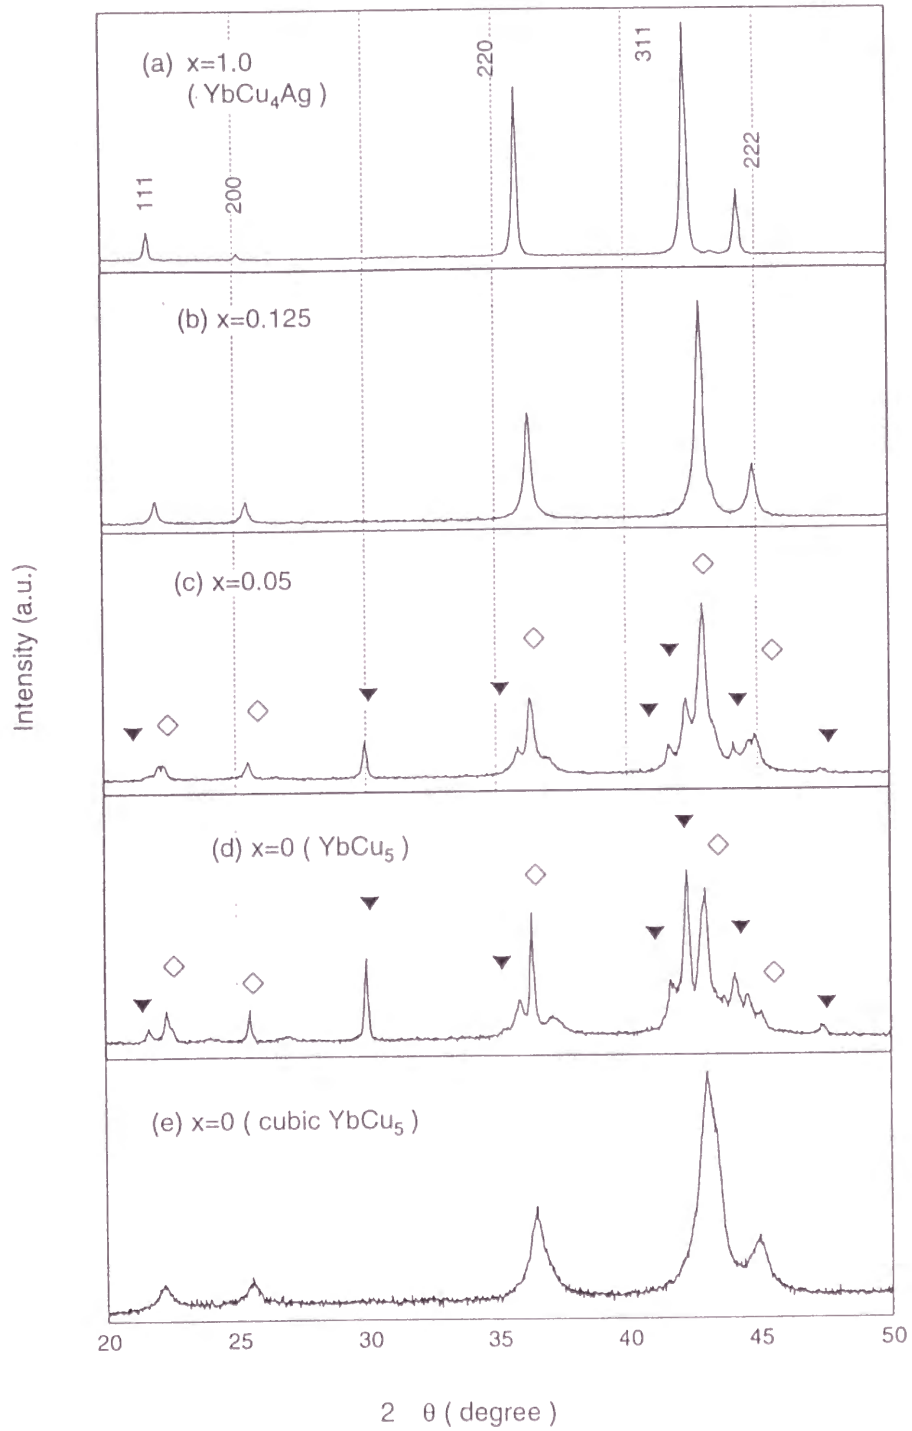 (a) x=1.0
( YbCu₄Ag )
111
200
220
311
222
(b) x=0.125
(c) x=0.05
(d) x=0 ( YbCu₅ )
(e) x=0 ( cubic YbCu₅ )
Intensity (a.u.)
20 25 30 35 40 45 50
2 θ ( degree )